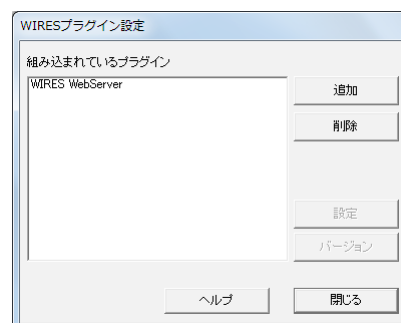 WIRESプラグイン設定
組み込まれているプラグイン
WIRES WebServer
追加
削除
設定
バージョン
ヘルプ
閉じる